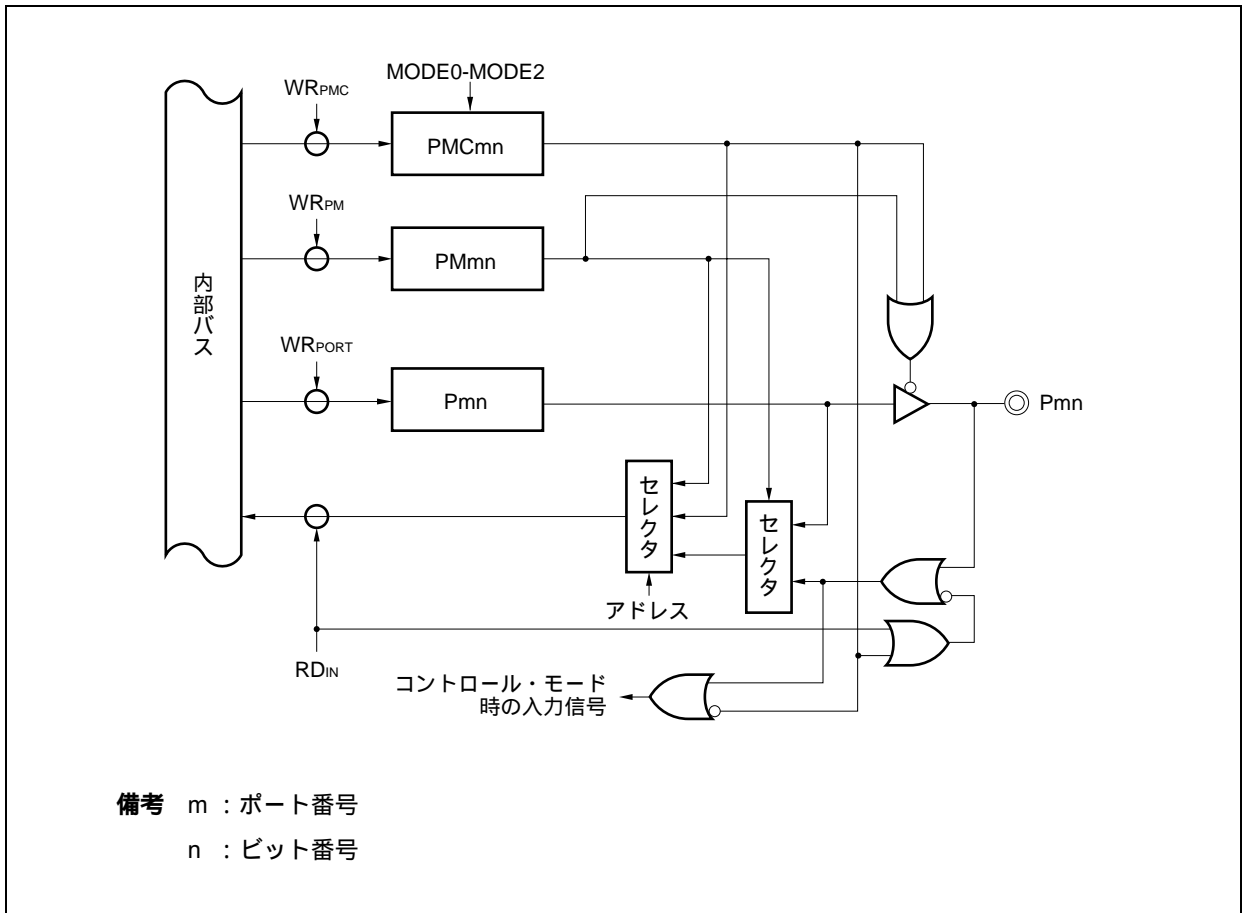 MODE0-MODE2
WRPMC
PMCmn
WRPM
PMmn
内部バス
WRPORT
Pmn
Pmn
セレクタ
セレクタ
アドレス
RDIN
コントロール・モード
時の入力信号
備考 m : ポート番号
n : ビット番号